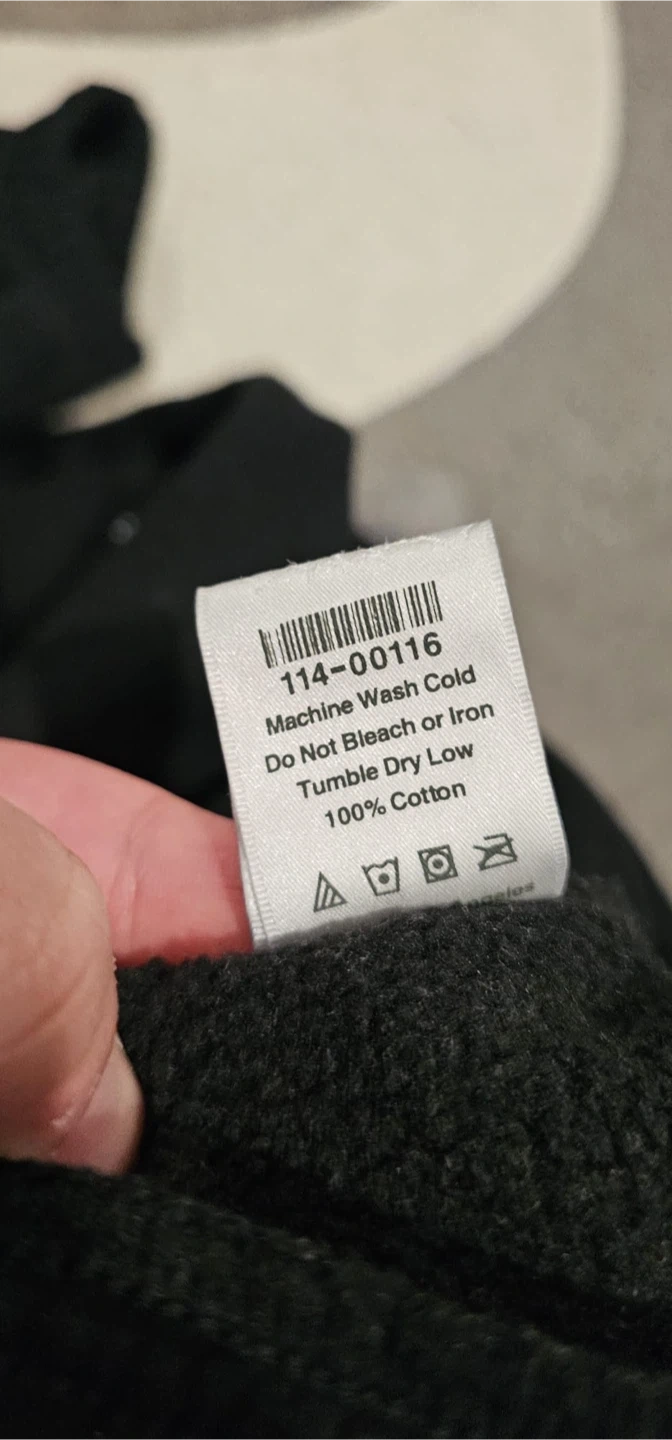 114-00116
Machine Wash Cold
Do Not Bleach or Iron
Tumble Dry Low
100% Cotton